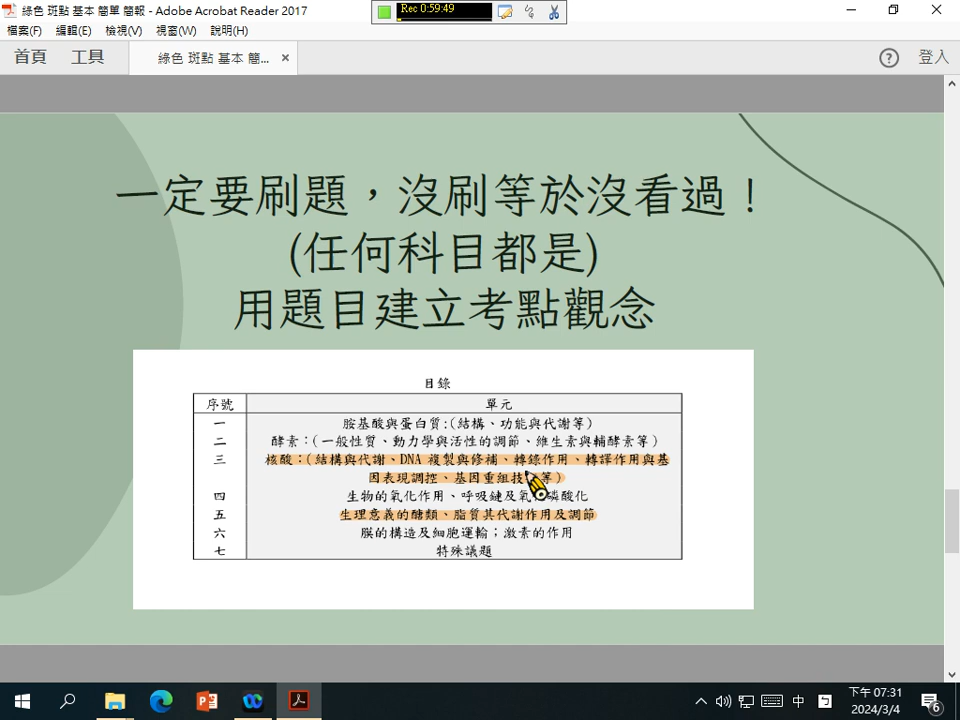 綠色 斑點 基本 簡單 簡報 - Adobe Acrobat Reader 2017
Rec 0:59:49
檔案(F) 編輯(E) 檢視(V) 視窗(W) 說明(H)
首頁 工具 綠色 斑點 基本 簡... × ? 登入
一定要刷題，沒刷等於沒看過！
(任何科目都是)
用題目建立考點觀念
目錄
序號 單元
一 胺基酸與蛋白質:(結構、功能與代謝等)
二 酵素：(一般性質、動力學與活性的調節、維生素與輔酵素等)
三 核酸：(結構與代謝、DNA 複製與修補、轉錄作用、轉譯作用與基
因表現調控、基因重組技 等)
四 生物的氧化作用、呼吸鏈及氧 磷酸化
五 生理意義的醣類、脂質其代謝作用及調節
六 膜的構造及細胞運輸；激素的作用
七 特殊議題
中 下午 07:31
2024/3/4
6